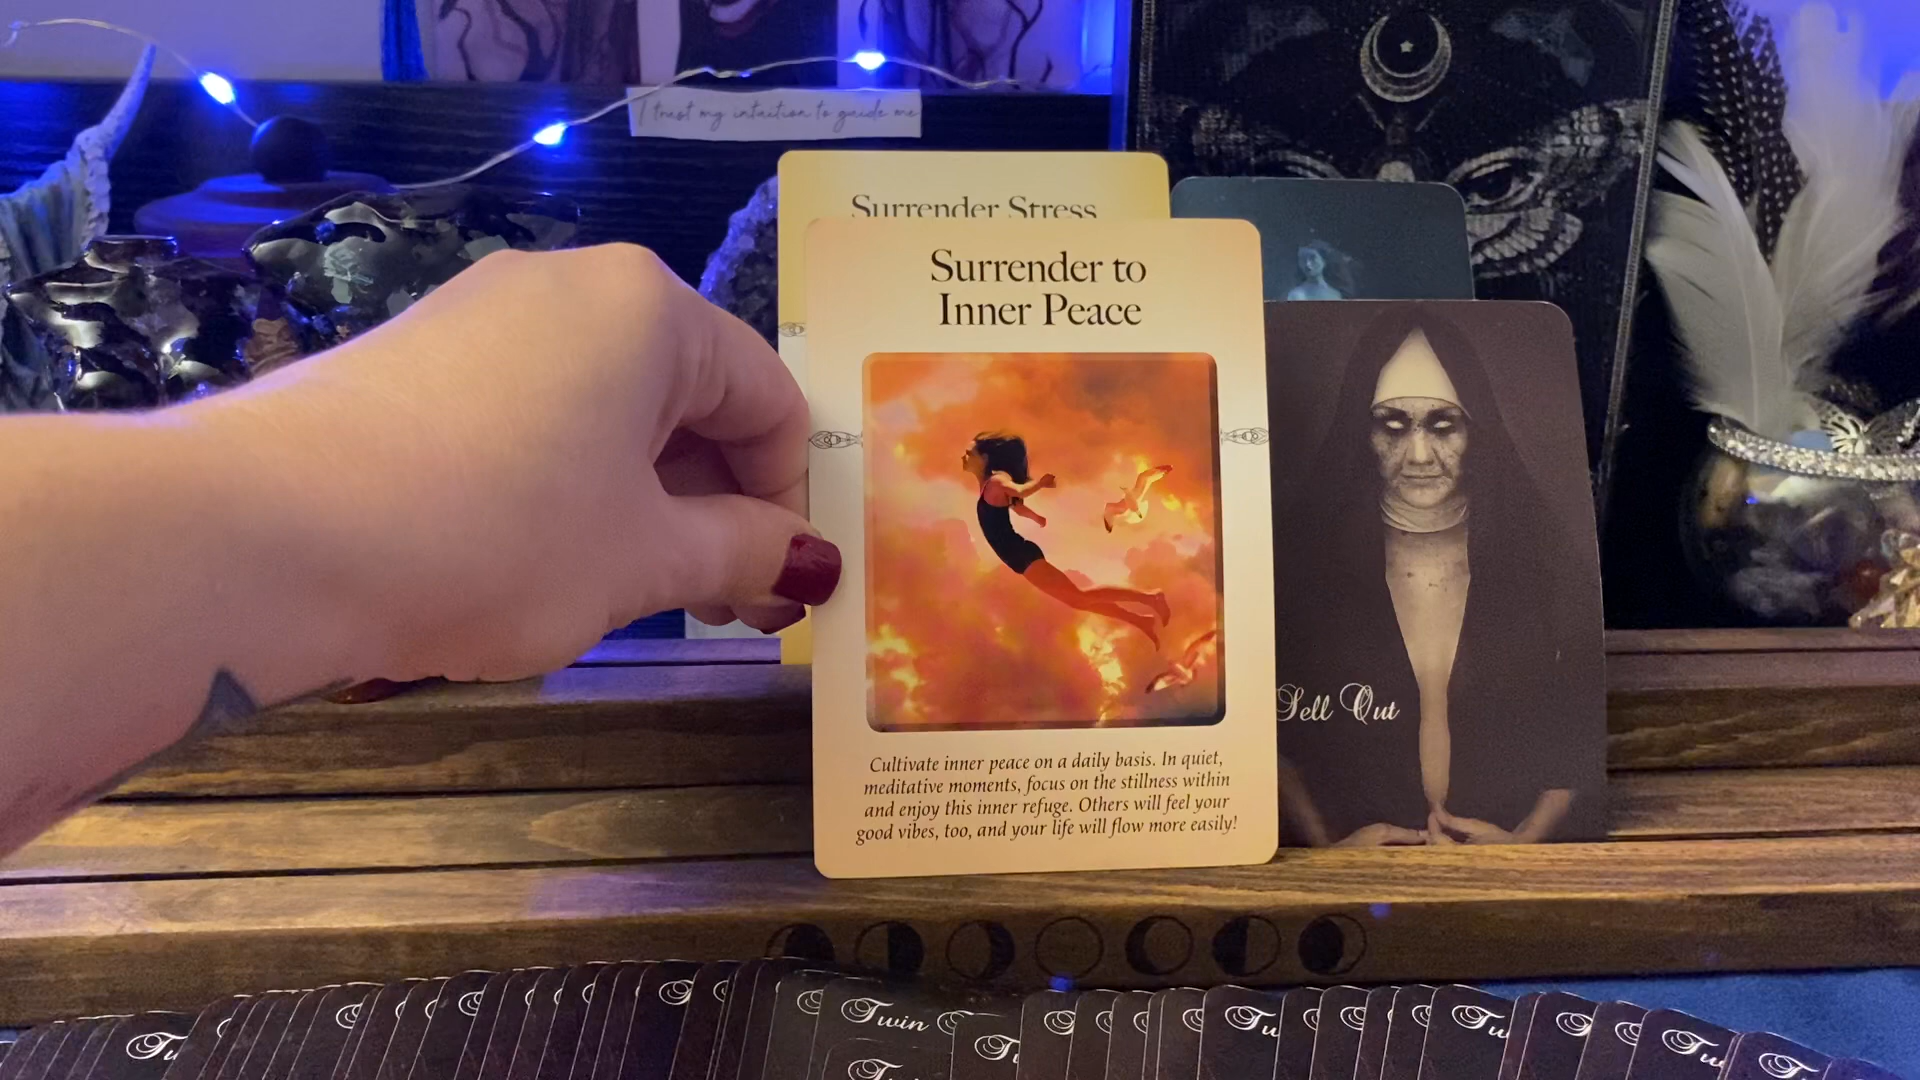 I trust my intuition to guide me
Surrender Stress
Surrender to
Inner Peace
Cultivate inner peace on a daily basis. In quiet,
meditative moments, focus on the stillness within
and enjoy this inner refuge. Others will feel your
good vibes, too, and your life will flow more easily!
Sell Out
Twin
Twin